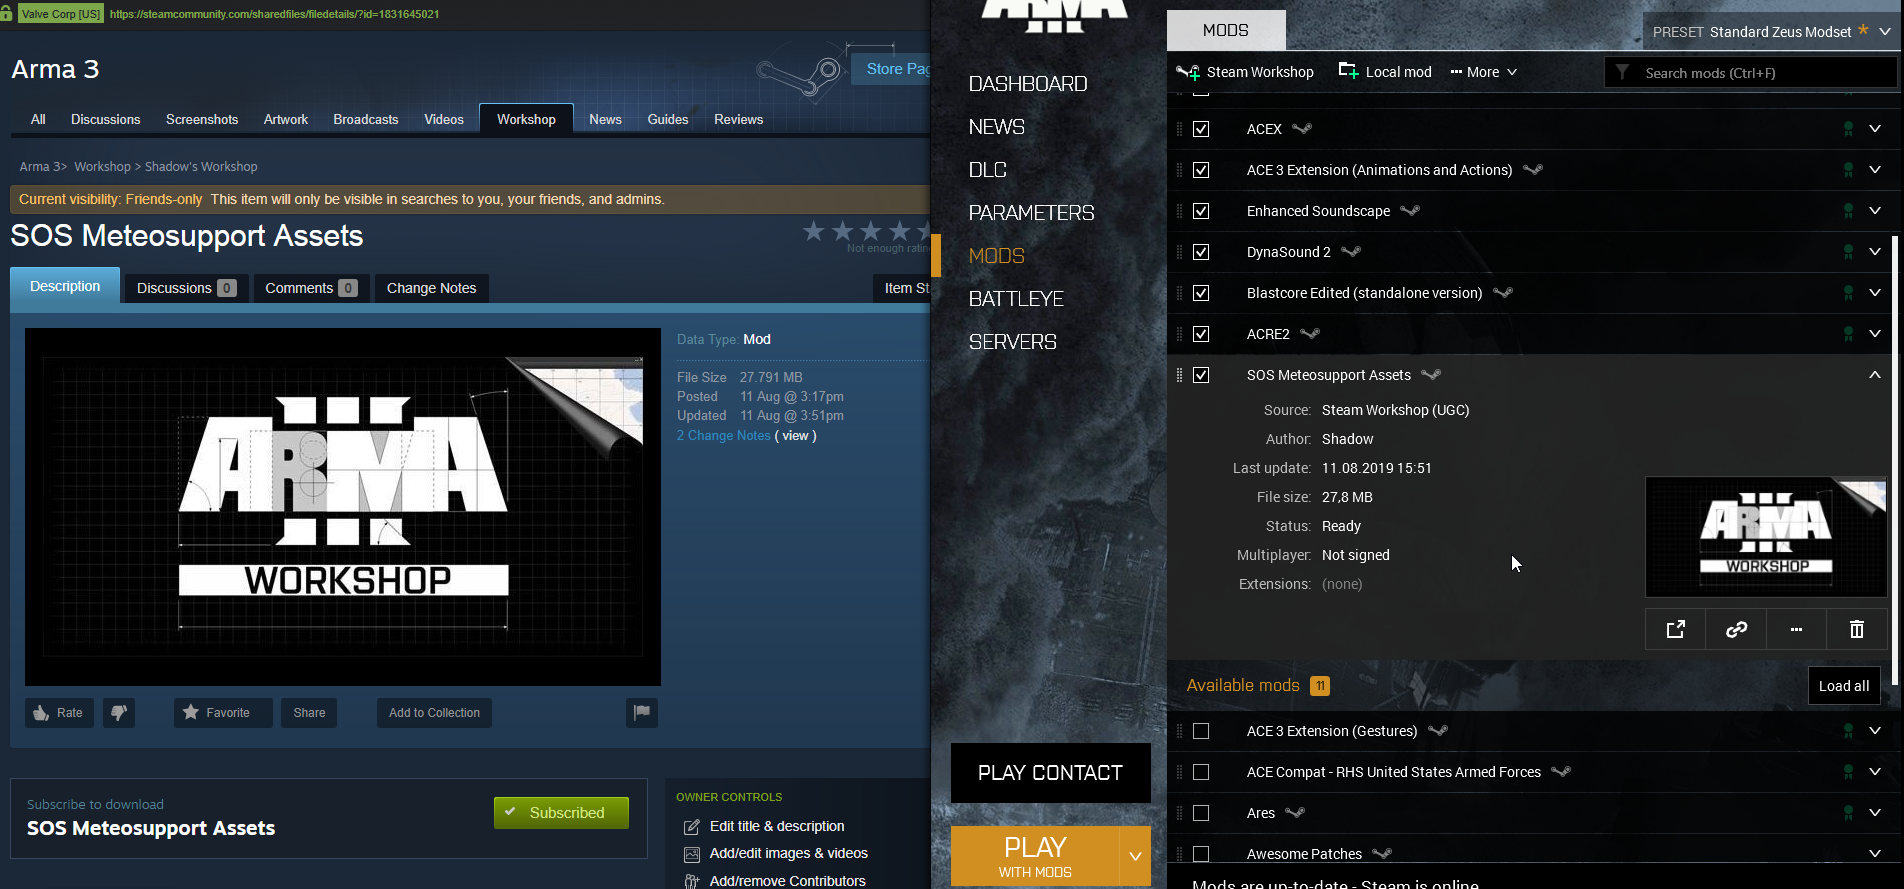 Valve Corp [US] https://steamcommunity.com/sharedfiles/filedetails/?id=1831645021
Arma 3
Store Pag
All Discussions Screenshots Artwork Broadcasts Videos Workshop News Guides Reviews
Arma 3> Workshop > Shadow's Workshop
Current visibility: Friends-only This item will only be visible in searches to you, your friends, and admins.
SOS Meteosupport Assets
Not enough ratin
Description Discussions 0 Comments 0 Change Notes Item St
ARMA III
WORKSHOP
Data Type: Mod
File Size 27.791 MB
Posted 11 Aug @ 3:17pm
Updated 11 Aug @ 3:51pm
2 Change Notes ( view )
Rate Favorite Share Add to Collection
Subscribe to download
SOS Meteosupport Assets
Subscribed
OWNER CONTROLS
Edit title & description
Add/edit images & videos
Add/remove Contributors
ARMA III
DASHBOARD
NEWS
DLC
PARAMETERS
MODS
BATTLEYE
SERVERS
PLAY CONTACT
PLAY
WITH MODS
MODS
PRESET Standard Zeus Modset *
Steam Workshop Local mod ··· More Search mods (Ctrl+F)
ACEX
ACE 3 Extension (Animations and Actions)
Enhanced Soundscape
DynaSound 2
Blastcore Edited (standalone version)
ACRE2
SOS Meteosupport Assets
Source: Steam Workshop (UGC)
Author: Shadow
Last update: 11.08.2019 15:51
File size: 27,8 MB
Status: Ready
Multiplayer: Not signed
Extensions: (none)
ARMA III
WORKSHOP
Available mods 11 Load all
ACE 3 Extension (Gestures)
ACE Compat - RHS United States Armed Forces
Ares
Awesome Patches
Mods are up-to-date - Steam is online